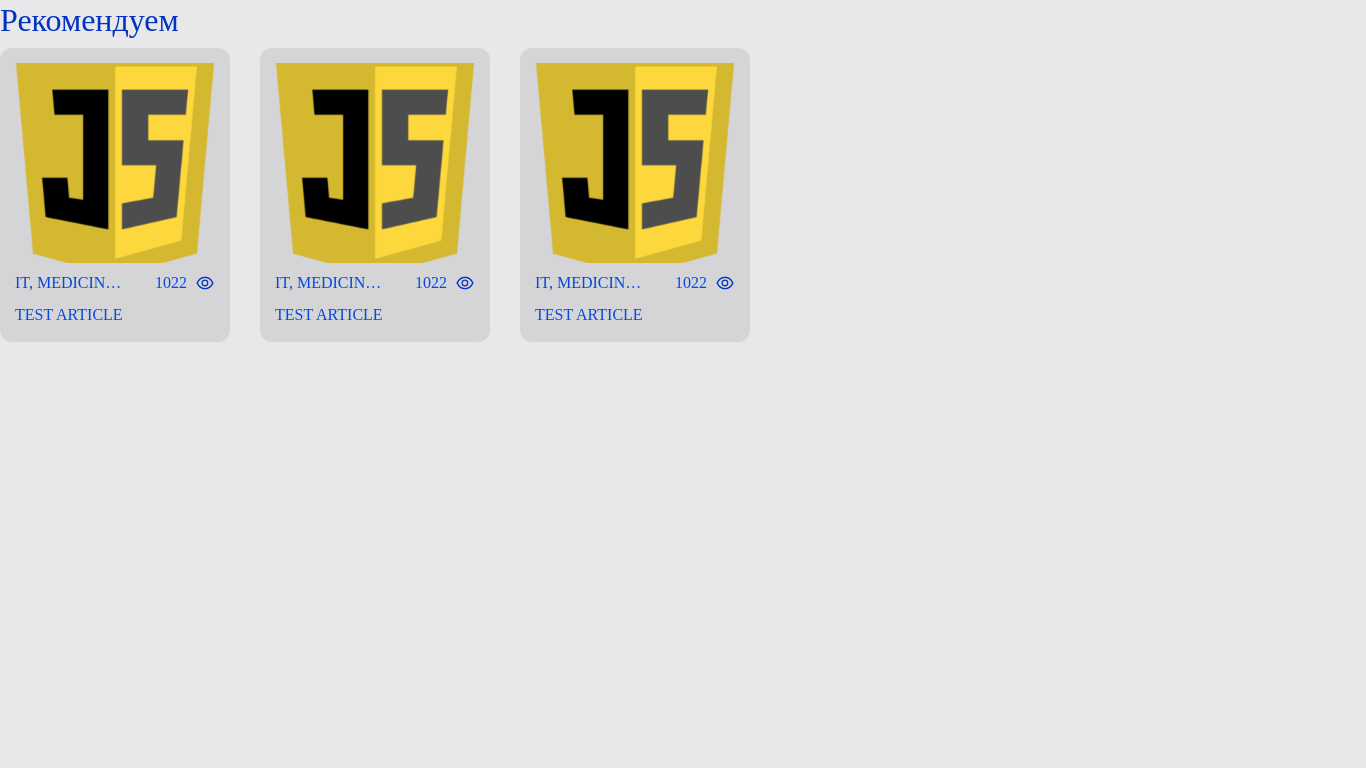 Рекомендуем
JS JS JS
IT, MEDICIN… 1022 IT, MEDICIN… 1022 IT, MEDICIN… 1022
TEST ARTICLE TEST ARTICLE TEST ARTICLE